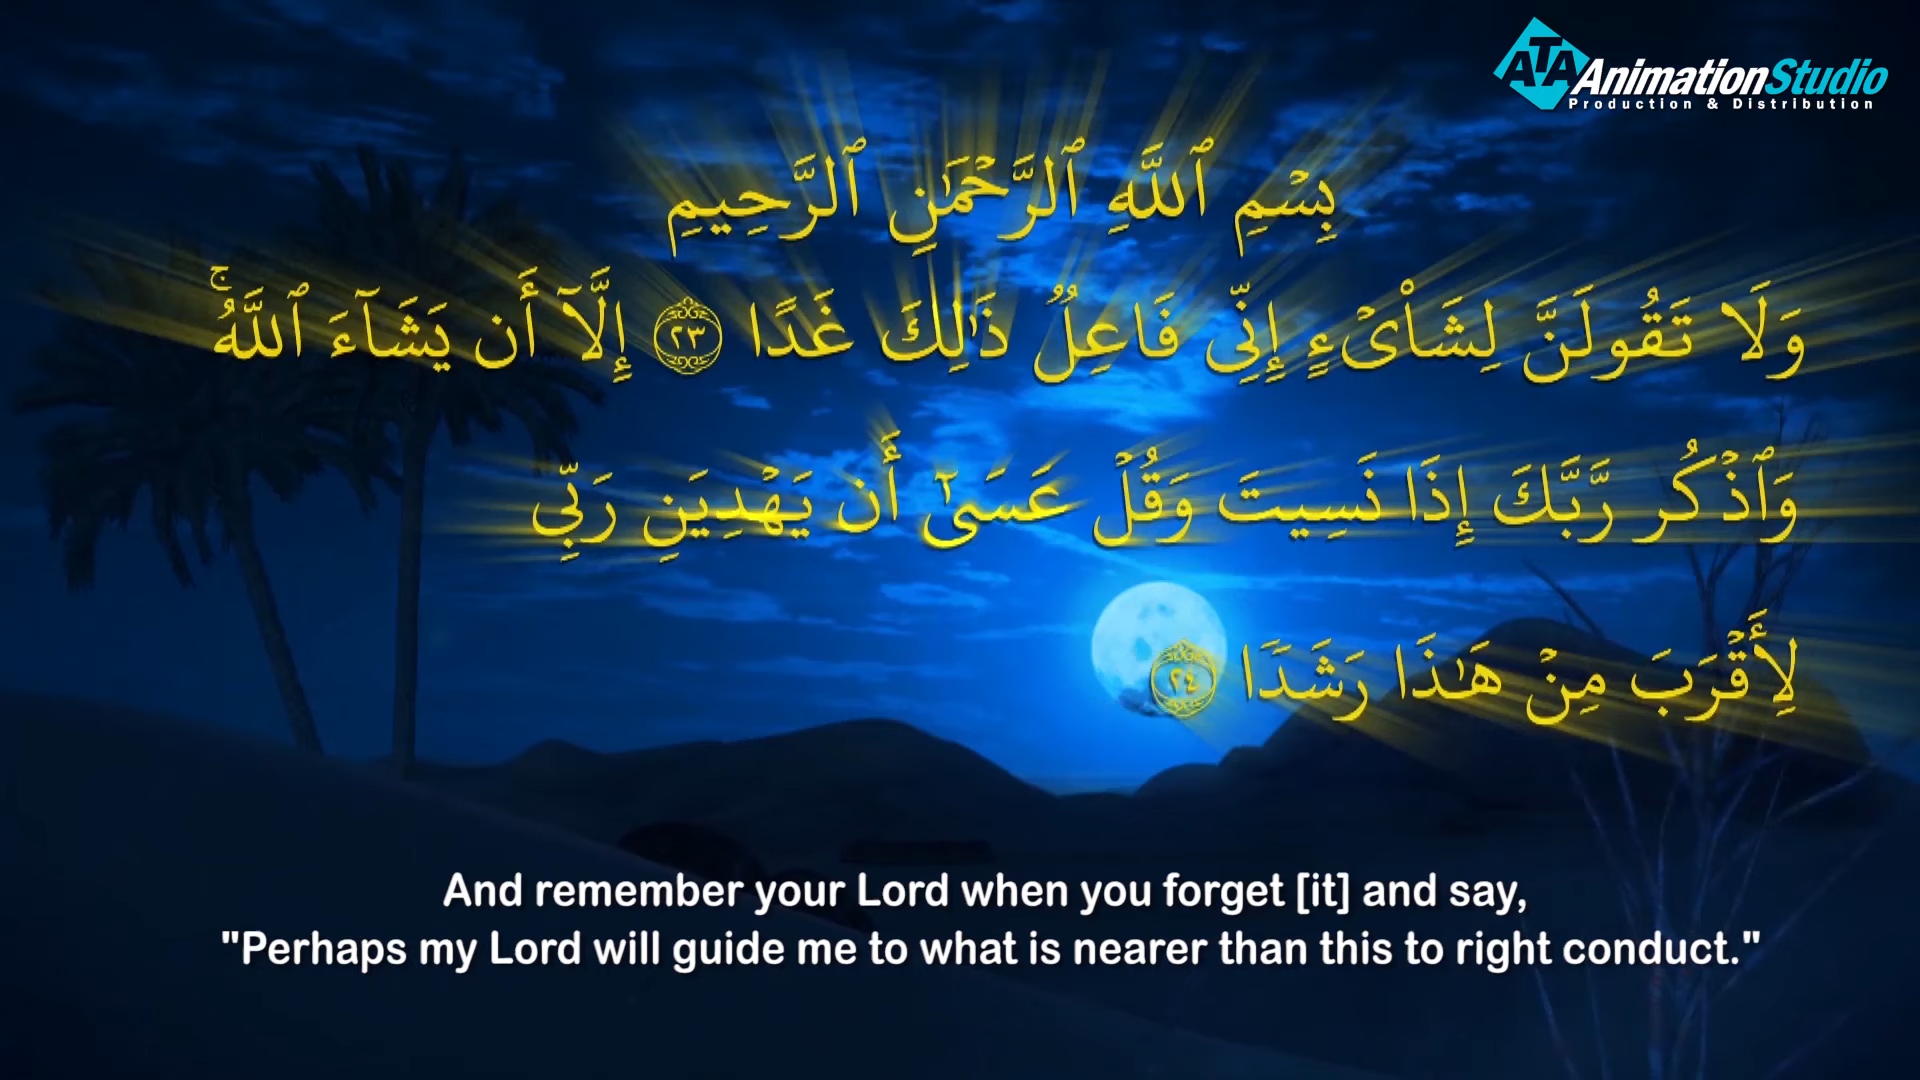 ATA AnimationStudio
Production & Distribution
بِسْمِ ٱللَّهِ ٱلرَّحْمَٰنِ ٱلرَّحِيمِ
وَلَا تَقُولَنَّ لِشَا۟ىْءٍ إِنِّى فَاعِلٌ ذَٰلِكَ غَدًا ٢٣ إِلَّآ أَن يَشَآءَ ٱللَّهُ ۚ
وَٱذْكُر رَّبَّكَ إِذَا نَسِيتَ وَقُلْ عَسَىٰٓ أَن يَهْدِيَنِ رَبِّى
لِأَقْرَبَ مِنْ هَٰذَا رَشَدًا ٢٤
And remember your Lord when you forget [it] and say,
"Perhaps my Lord will guide me to what is nearer than this to right conduct."